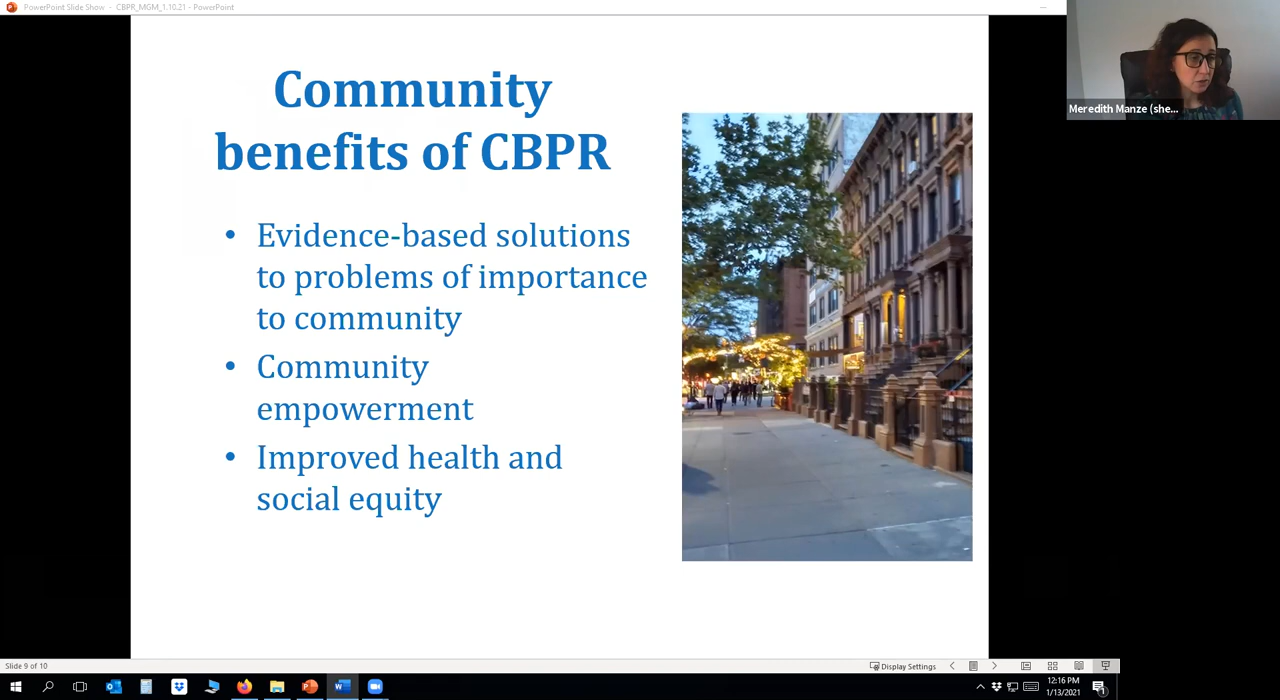 PowerPoint Slide Show - CBPR_MGM_1.10.21 - PowerPoint
Meredith Manze (she...
Community
benefits of CBPR
• Evidence-based solutions
to problems of importance
to community
• Community
empowerment
• Improved health and
social equity
Slide 9 of 10
Display Settings
12:16 PM
1/13/2021
1